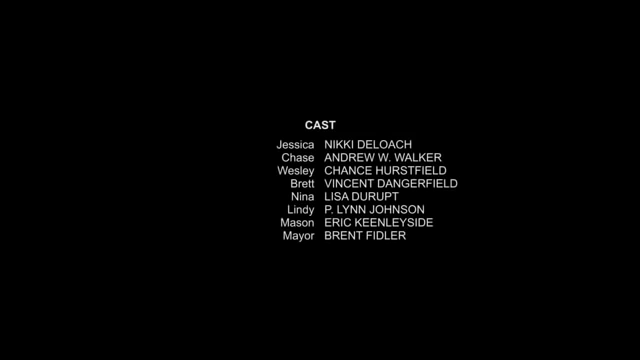 CAST
Jessica NIKKI DELOACH
Chase ANDREW W. WALKER
Wesley CHANCE HURSTFIELD
Brett VINCENT DANGERFIELD
Nina LISA DURUPT
Lindy P. LYNN JOHNSON
Mason ERIC KEENLEYSIDE
Mayor BRENT FIDLER